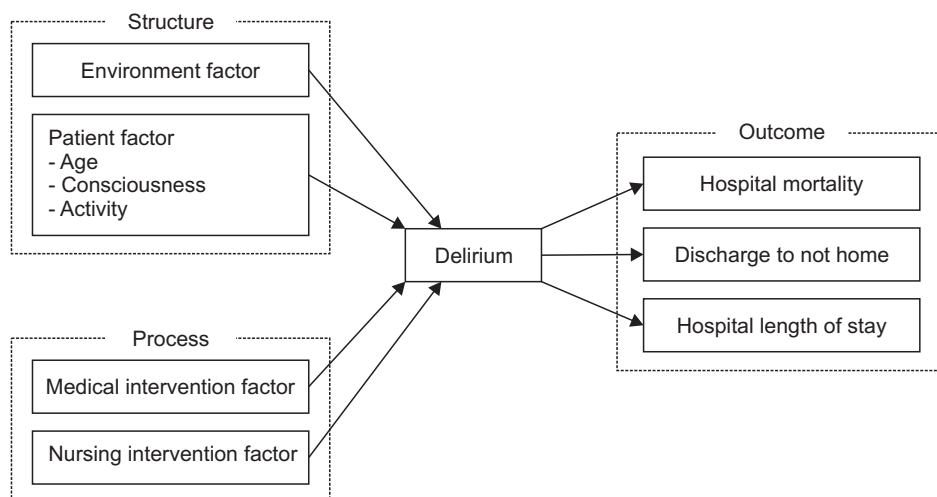 Structure
Environment factor
Patient factor
- Age
- Consciousness
- Activity
Process
Medical intervention factor
Nursing intervention factor
Delirium
Outcome
Hospital mortality
Discharge to not home
Hospital length of stay